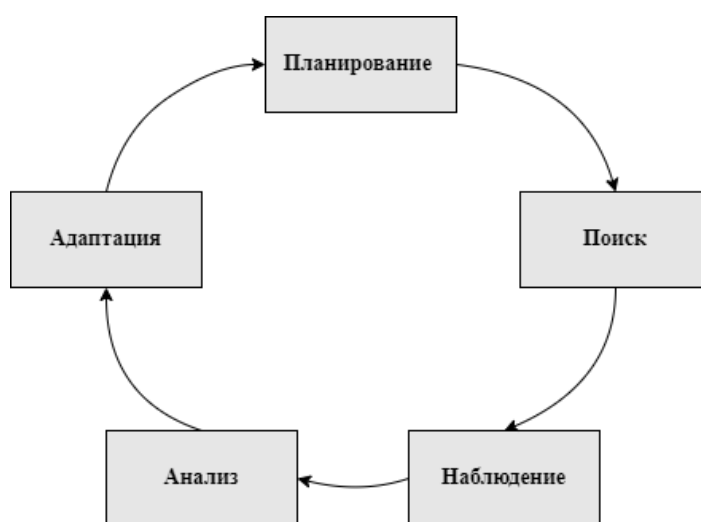 Планирование
Адаптация
Поиск
Анализ
Наблюдение